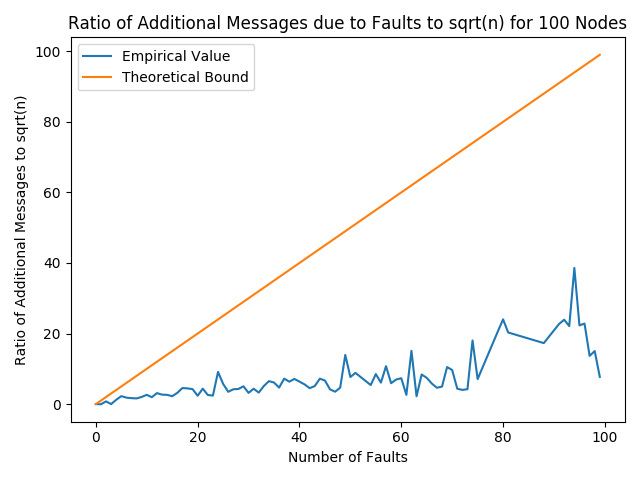 Ratio of Additional Messages due to Faults to sqrt(n) for 100 Nodes
Empirical Value
Theoretical Bound
Ratio of Additional Messages to sqrt(n)
100
80
60
40
20
0
0 20 40 60 80 100
Number of Faults